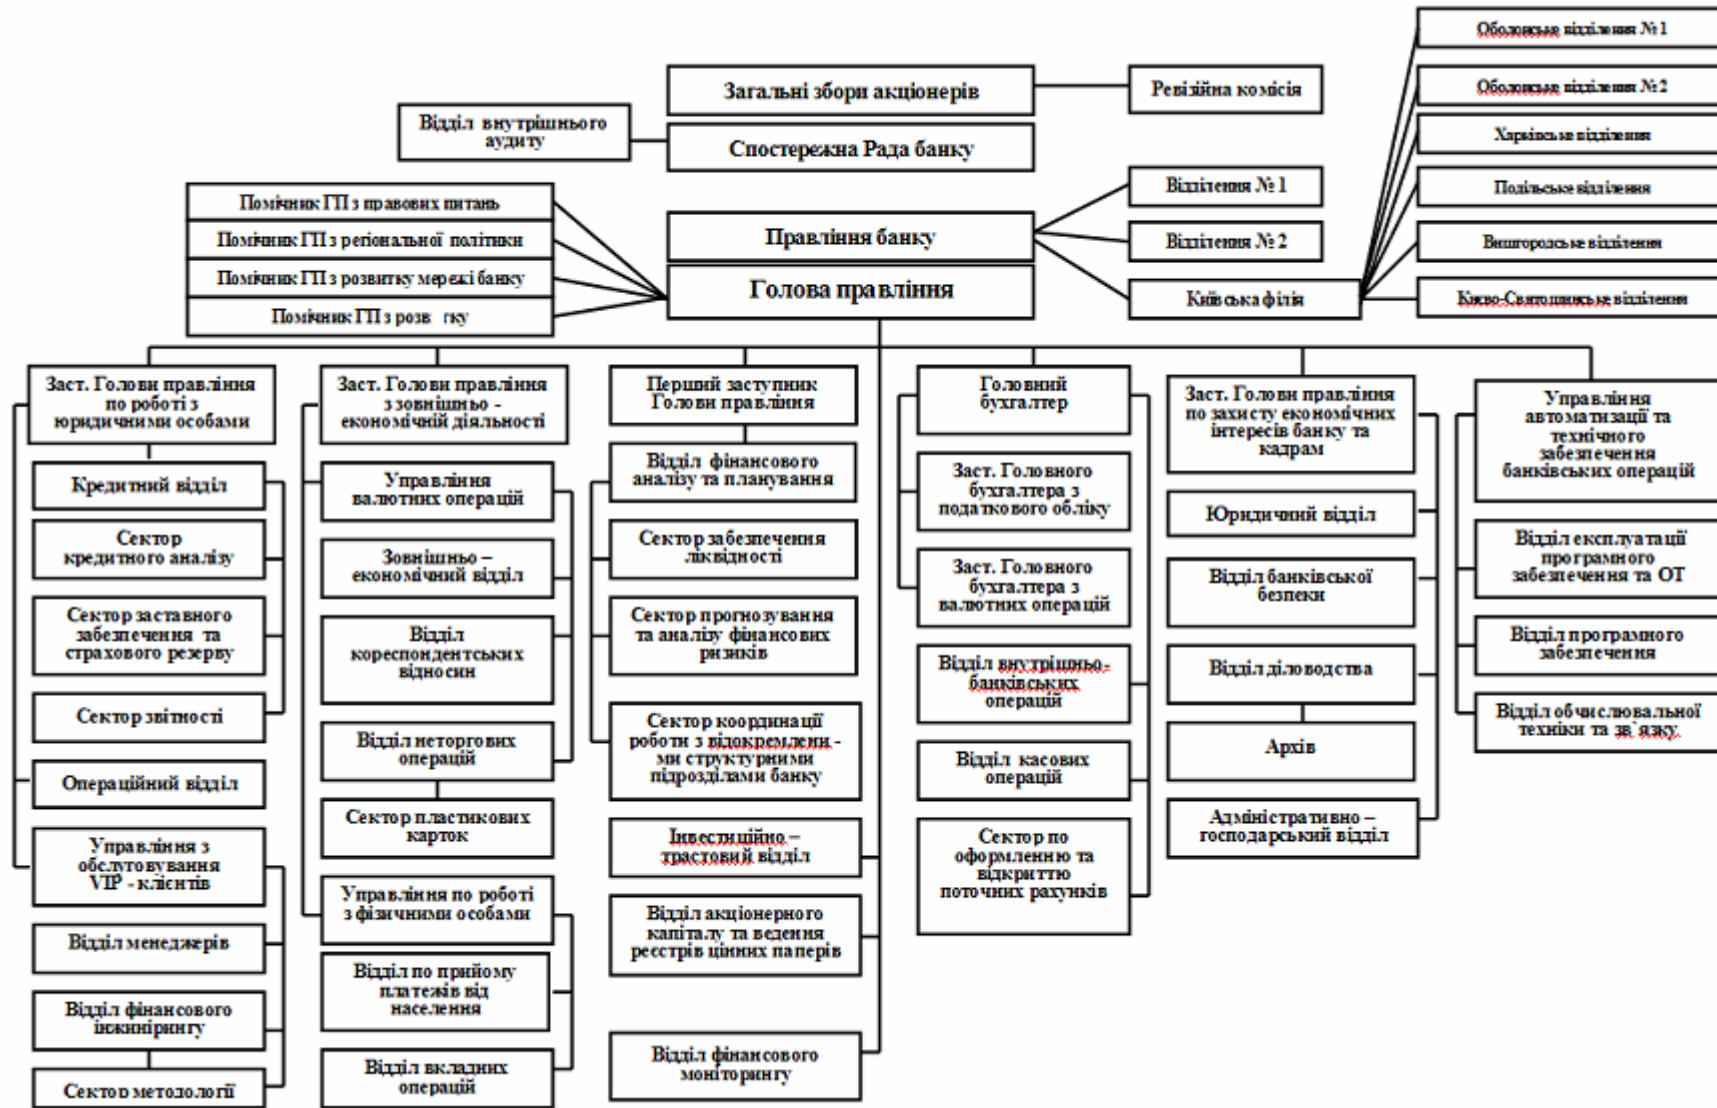 Оболонське відділення №1
Загальні збори акціонерів
Ревізійна комісія
Оболонське відділення №2
Відділ внутрішнього
аудиту
Спостережна Рада банку
Харківське відділення
Помічник ГП з правових питань
Відділення №1
Подільське відділення
Помічник ГП з регіональної політики
Правління банку
Відділення №2
Вишгородське відділення
Помічник ГП з розвитку мережі банку
Голова правління
Київська філія
Києво-Святошинське відділення
Помічник ГП з
Заст. Голови правління
по роботі з
юридичними особами
Кредитний відділ
Сектор
кредитного аналізу
Сектор заставного
забезпечення та
страхового резерву
Сектор звітності
Операційний відділ
Управління з
обслуговування
VIP - клієнтів
Відділ менеджерів
Відділ фінансового
інжинірингу
Сектор методології
Заст. Голови правління
з зовнішньо -
економічній діяльності
Управління
валютних операцій
Зовнішньо –
економічний відділ
Відділ
кореспондентських
відносин
Відділ неторгових
операцій
Сектор пластикових
карток
Управління по роботі
з фізичними особами
Відділ по прийому
платежів від
населення
Відділ вкладних
операцій
Перший заступник
Голови правління
Відділ фінансового
аналізу та планування
Сектор забезпечення
ліквідності
Сектор прогнозування
та аналізу фінансових
ризиків
Сектор координації
роботи з відокремлени -
ми структурними
підрозділами банку
Інвестиційно –
трастовий відділ
Відділ акціонерного
капіталу та ведення
реєстрів цінних паперів
Відділ фінансового
моніторингу
Головний
бухгалтер
Заст. Головного
бухгалтера з
податкового обліку
Заст. Головного
бухгалтера з
валютних операцій
Відділ внутрішньо-
банківських
операцій
Відділ касових
операцій
Сектор по
оформленню та
відкриттю
поточних рахунків
Заст. Голови правління
по захисту економічних
інтересів банку та
кадрам
Юридичний відділ
Відділ банківської
безпеки
Відділ діловодства
Архів
Адміністративно –
господарський відділ
Управління
автоматизації та
технічного
забезпечення
банківських операцій
Відділ експлуатації
програмного
забезпечення та ОТ
Відділ програмного
забезпечення
Відділ обчислювальної
техніки та зв`язку